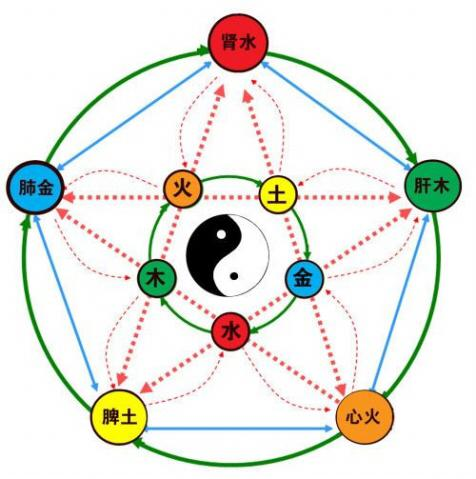 肾水
肺金
火
土
肝木
木
金
水
脾土
心火